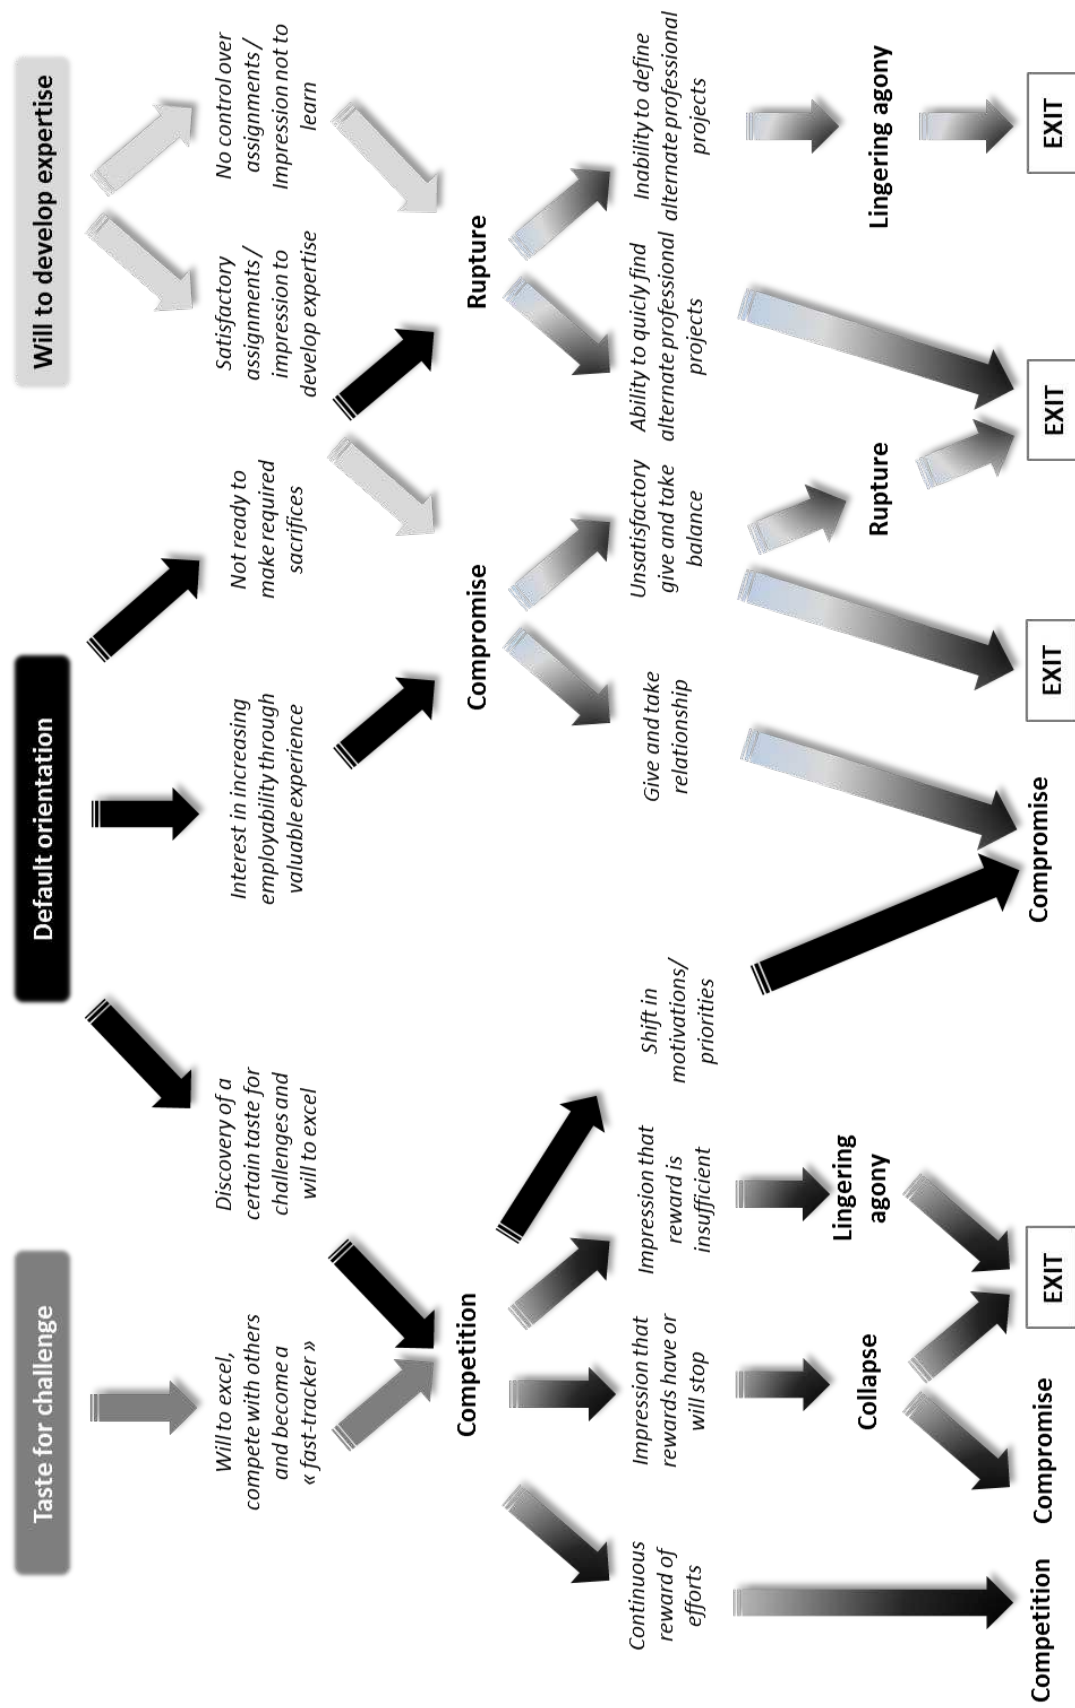 Taste for challenge
Default orientation
Will to develop expertise
Will to excel,
compete with others
and become a
« fast-tracker »
Discovery of a
certain taste for
challenges and
will to excel
Interest in increasing
employability through
valuable experience
Not ready to
make required
sacrifices
Satisfactory
assignments /
impression to
develop expertise
No control over
assignments /
Impression not to
learn
Competition
Compromise
Rupture
Continuous
reward of
efforts
Impression that
rewards have or
will stop
Impression that
reward is
insufficient
Shift in
motivations/
priorities
Give and take
relationship
Unsatisfactory
give and take
balance
Ability to quicly find
alternate professional
projects
Inability to define
alternate professional
projects
Collapse
Lingering
agony
Rupture
Lingering agony
Competition
Compromise
EXIT
Compromise
EXIT
EXIT
EXIT